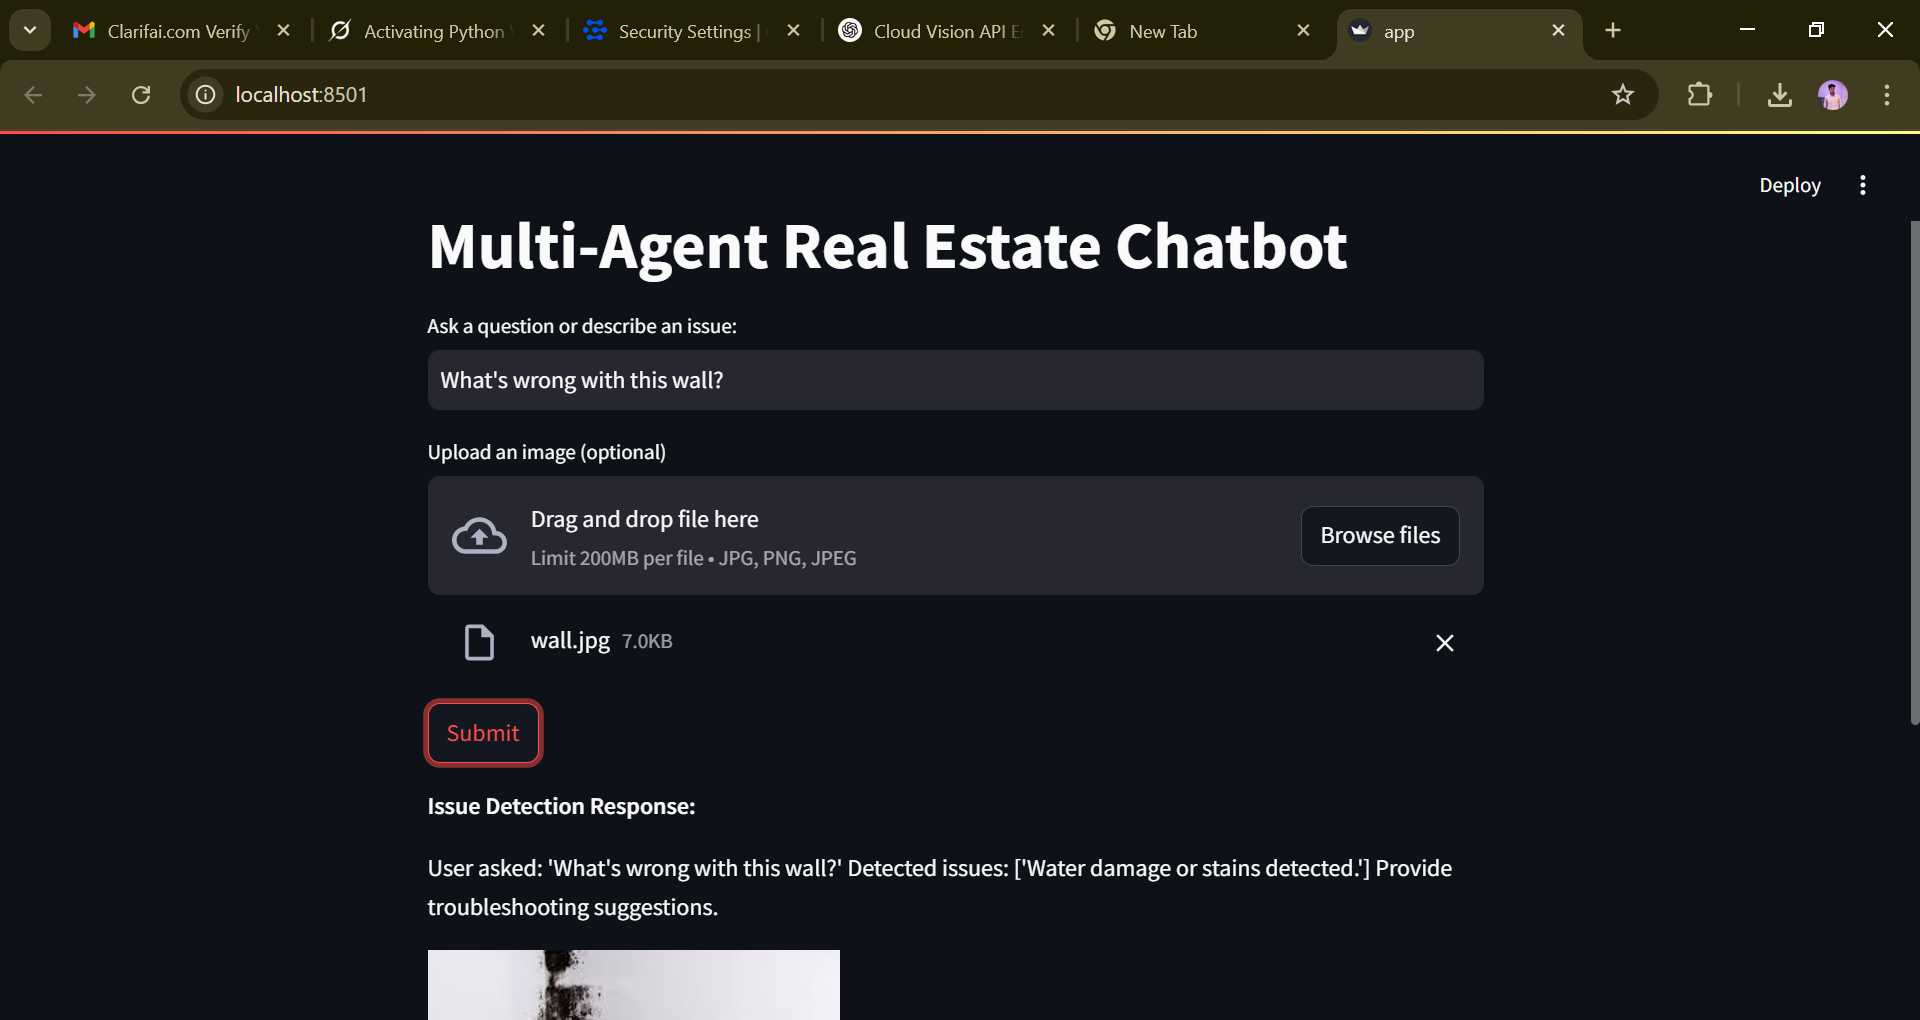 Clarifai.com Verify
Activating Python
Security Settings |
Cloud Vision API E
New Tab
app
localhost:8501
Deploy
Multi-Agent Real Estate Chatbot
Ask a question or describe an issue:
What's wrong with this wall?
Upload an image (optional)
Drag and drop file here
Limit 200MB per file • JPG, PNG, JPEG
Browse files
wall.jpg 7.0KB
Submit
Issue Detection Response:
User asked: 'What's wrong with this wall?' Detected issues: ['Water damage or stains detected.'] Provide
troubleshooting suggestions.